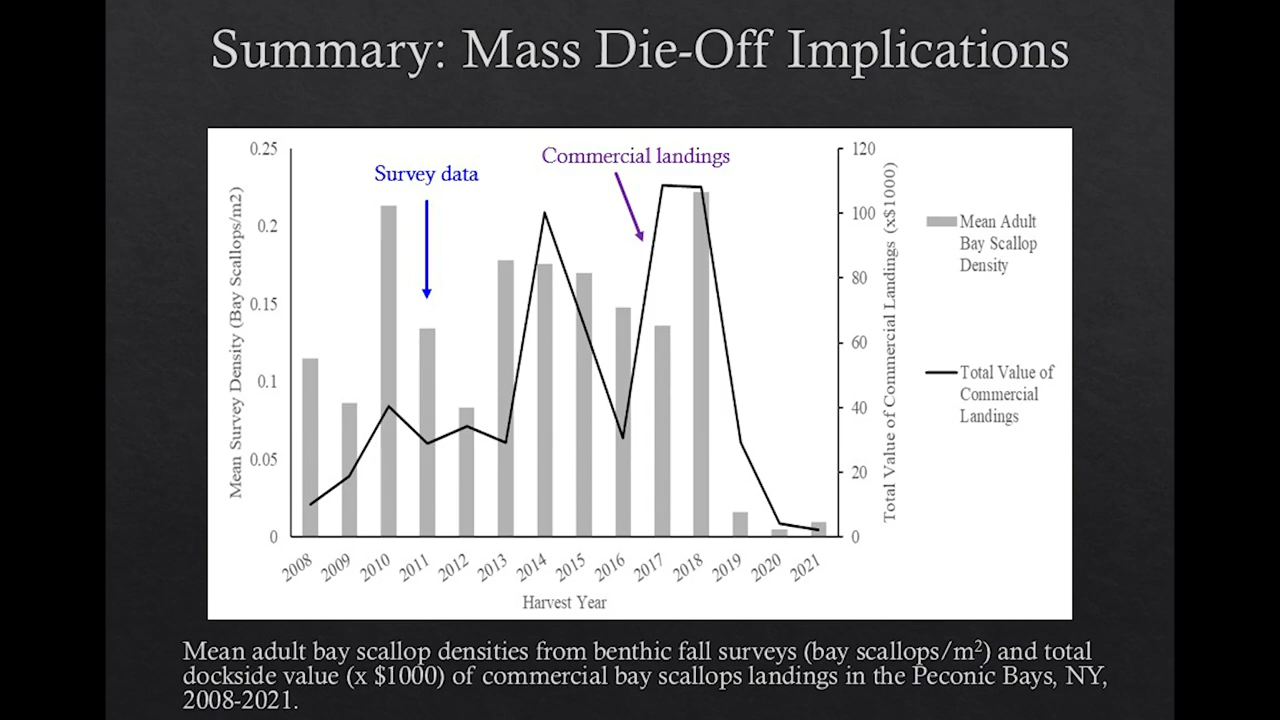 Summary: Mass Die-Off Implications
Survey data
Commercial landings
Mean Survey Density (Bay Scallops/m2)
0.25
0.2
0.15
0.1
0.05
0
120
100
80
60
40
20
0
Total Value of Commercial Landings (x$1000)
2008
2009
2010
2011
2012
2013
2014
2015
2016
2017
2018
2019
2020
2021
Harvest Year
Mean Adult
Bay Scallop
Density
Total Value of
Commercial
Landings
Mean adult bay scallop densities from benthic fall surveys (bay scallops/m²) and total
dockside value (x $1000) of commercial bay scallops landings in the Peconic Bays, NY,
2008-2021.